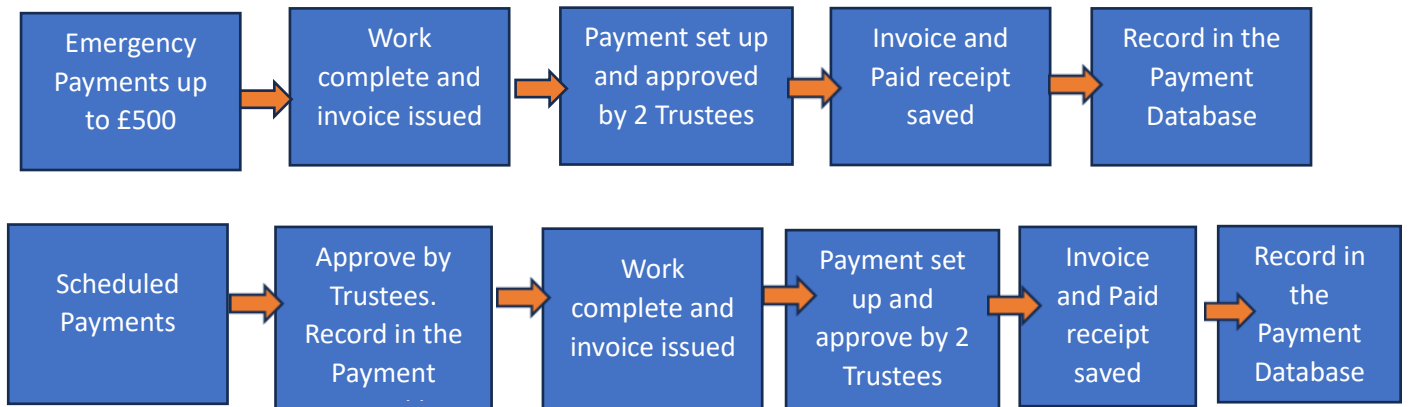 Emergency
Payments up
to £500
Work
complete and
invoice issued
Payment set up
and approved
by 2 Trustees
Invoice and
Paid receipt
saved
Record in the
Payment
Database
Scheduled
Payments
Approve by
Trustees.
Record in the
Payment
Work
complete and
invoice issued
Payment set
up and
approve by 2
Trustees
Invoice
and Paid
receipt
saved
Record in
the
Payment
Database